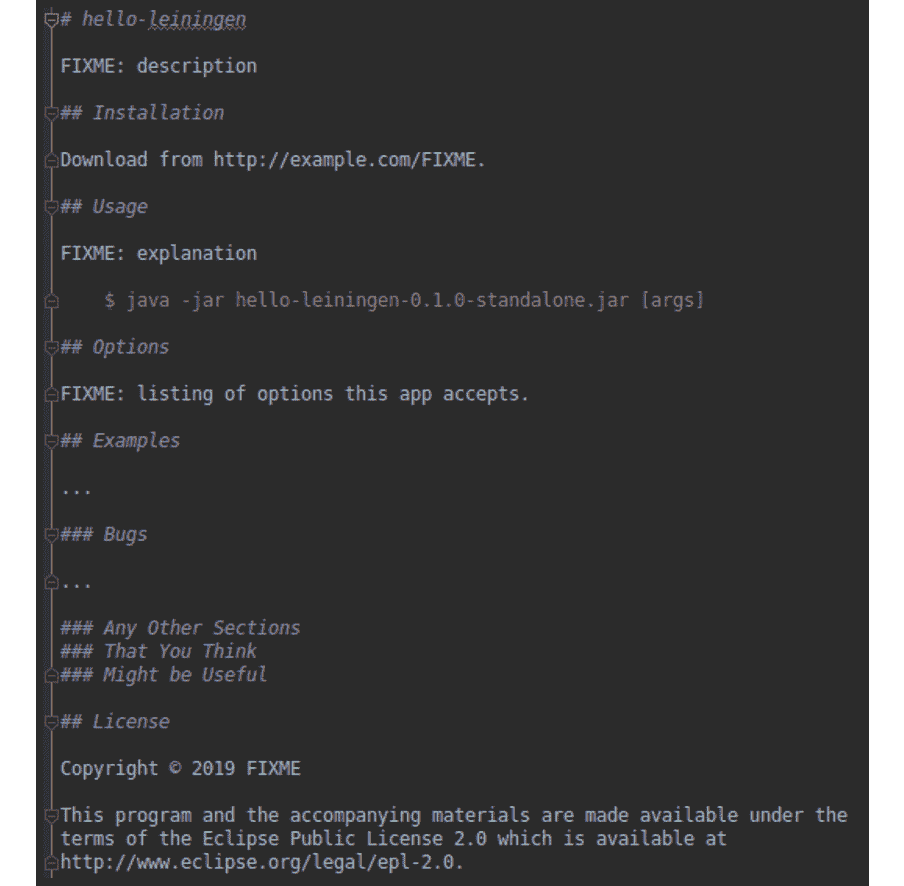 # hello-leiningen
FIXME: description
## Installation
Download from http://example.com/FIXME.
## Usage
FIXME: explanation
$ java -jar hello-leiningen-0.1.0-standalone.jar [args]
## Options
FIXME: listing of options this app accepts.
## Examples
...
### Bugs
...
### Any Other Sections
### That You Think
### Might be Useful
## License
Copyright © 2019 FIXME
This program and the accompanying materials are made available under the
terms of the Eclipse Public License 2.0 which is available at
http://www.eclipse.org/legal/epl-2.0.